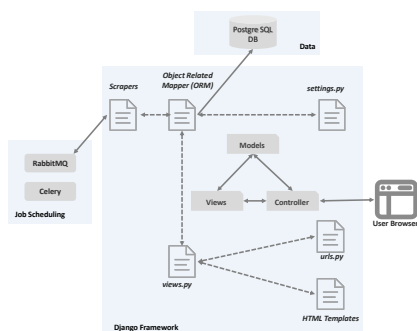 Postgre SQL
DB
Data
Object Related
Mapper (ORM)
Scrapers
settings.py
Models
RabbitMQ
Celery
Job Scheduling
Views
Controller
User Browser
urls.py
views.py
HTML Templates
Django Framework